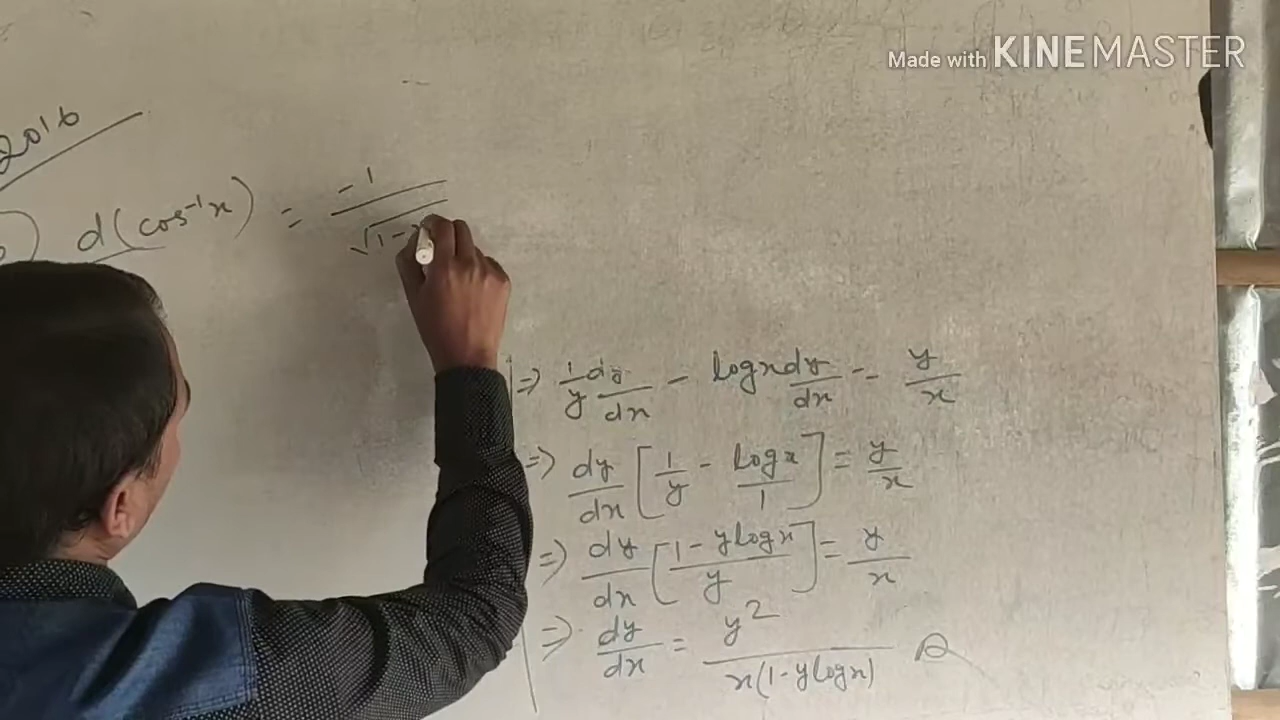 Made with KINEMASTER
2016
) d(cos⁻¹x) = -1/√1-
⇒ 1/y dy/dx - logx dy/dx = y/x
⇒ dy/dx [1/y - logx/1] = y/x
⇒ dy/dx [1-ylogx/y] = y/x
⇒ dy/dx = y²/x(1-ylogx)